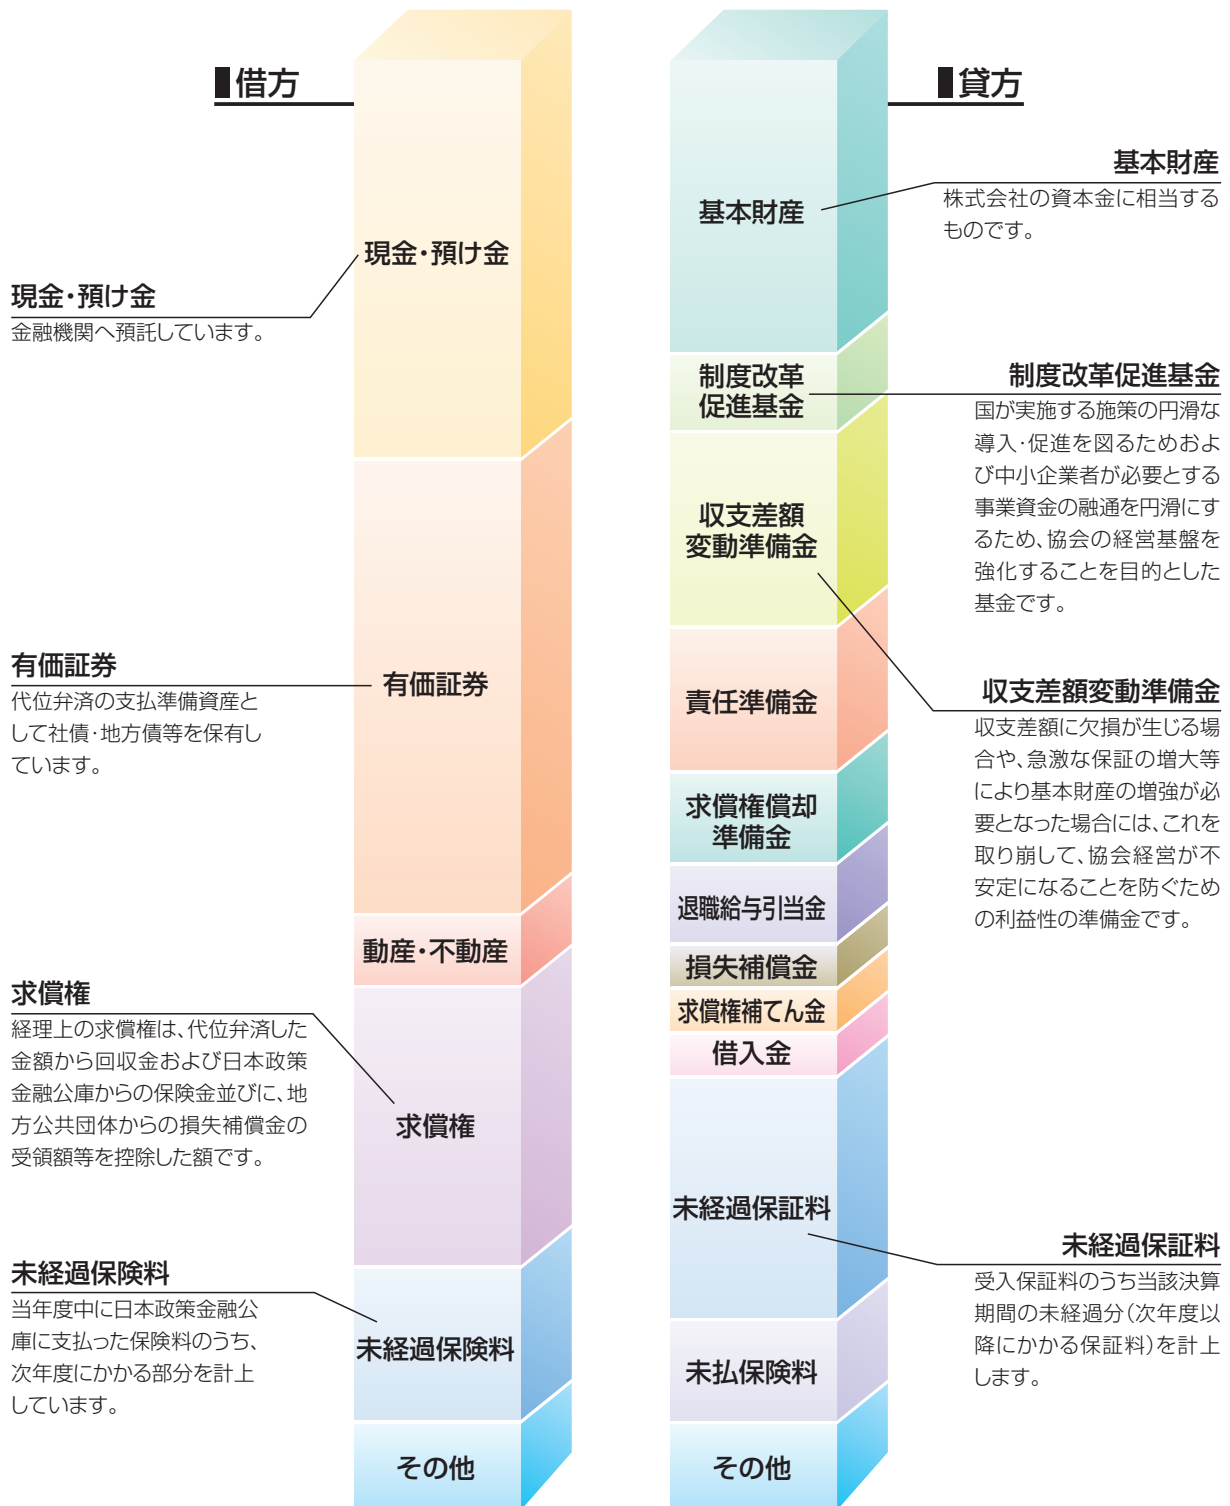 借方
現金・預け金
現金・預け金
金融機関へ預託しています。
有価証券
有価証券
代位弁済の支払準備資産と
して社債・地方債等を保有し
ています。
動産・不動産
求償権
求償権
経理上の求償権は、代位弁済した
金額から回収金および日本政策
金融公庫からの保険金並びに、地
方公共団体からの損失補償金の
受領額等を控除した額です。
未経過保険料
未経過保険料
当年度中に日本政策金融公
庫に支払った保険料のうち、
次年度にかかる部分を計上
しています。
その他
貸方
基本財産
基本財産
株式会社の資本金に相当する
ものです。
制度改革
促進基金
制度改革促進基金
国が実施する施策の円滑な
導入・促進を図るためおよ
び中小企業者が必要とする
事業資金の融通を円滑にす
るため、協会の経営基盤を
強化することを目的とした
基金です。
収支差額
変動準備金
収支差額変動準備金
収支差額に欠損が生じる場
合や、急激な保証の増大等
により基本財産の増強が必
要となった場合には、これを
取り崩して、協会経営が不
安定になることを防ぐため
の利益性の準備金です。
責任準備金
求償権償却
準備金
退職給与引当金
損失補償金
求償権補てん金
借入金
未経過保証料
未経過保証料
受入保証料のうち当該決算
期間の未経過分(次年度以
降にかかる保証料)を計上
します。
未払保険料
その他